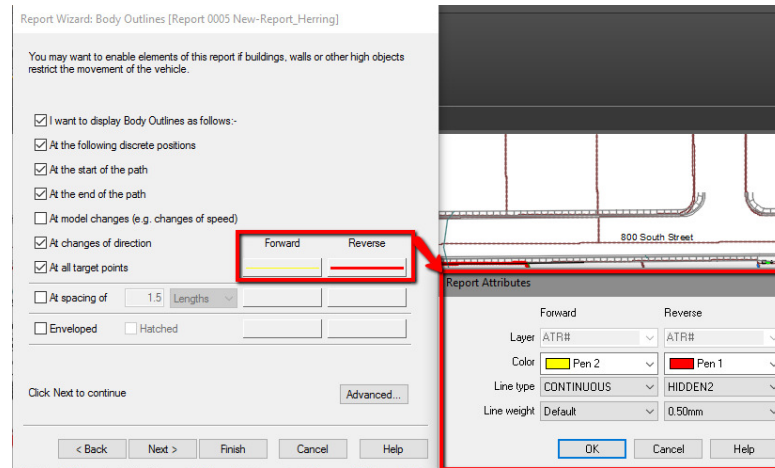 Report Wizard: Body Outlines [Report 0005 New-Report_Herring]
You may want to enable elements of this report if buildings, walls or other high objects
restrict the movement of the vehicle.
I want to display Body Outlines as follows:-
At the following discrete positions
At the start of the path
At the end of the path
At model changes (e.g. changes of speed)
At changes of direction
Forward Reverse
At all target points
At spacing of 1.5 Lengths
Enveloped Hatched
Click Next to continue
Advanced...
< Back Next > Finish Cancel Help
800 South Street
Report Attributes
Forward Reverse
Layer ATR# ATR#
Color Pen 2 Pen 1
Line type CONTINUOUS HIDDEN2
Line weight Default 0.50mm
OK Cancel Help